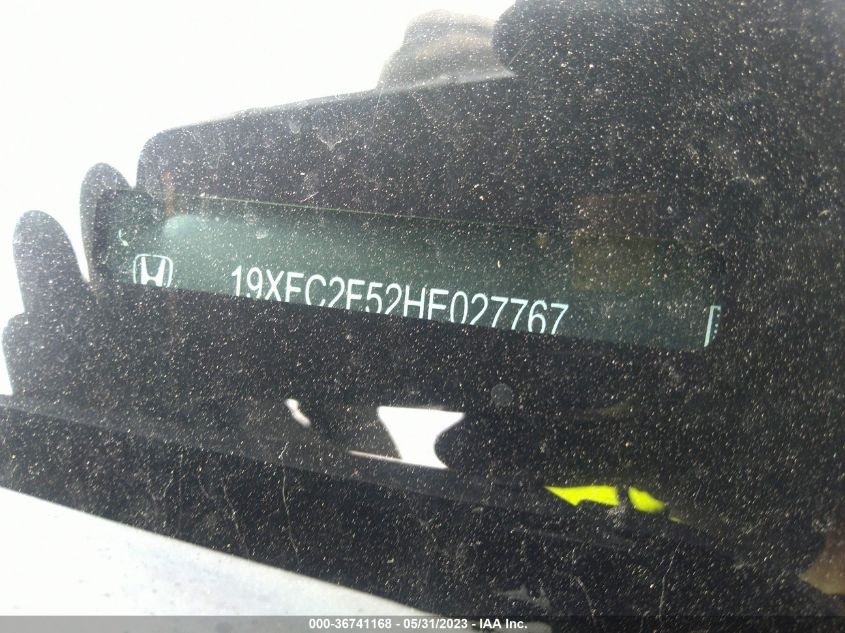 19XFC2F52HE027767
000-36741168 - 05/31/2023 - IAA Inc.